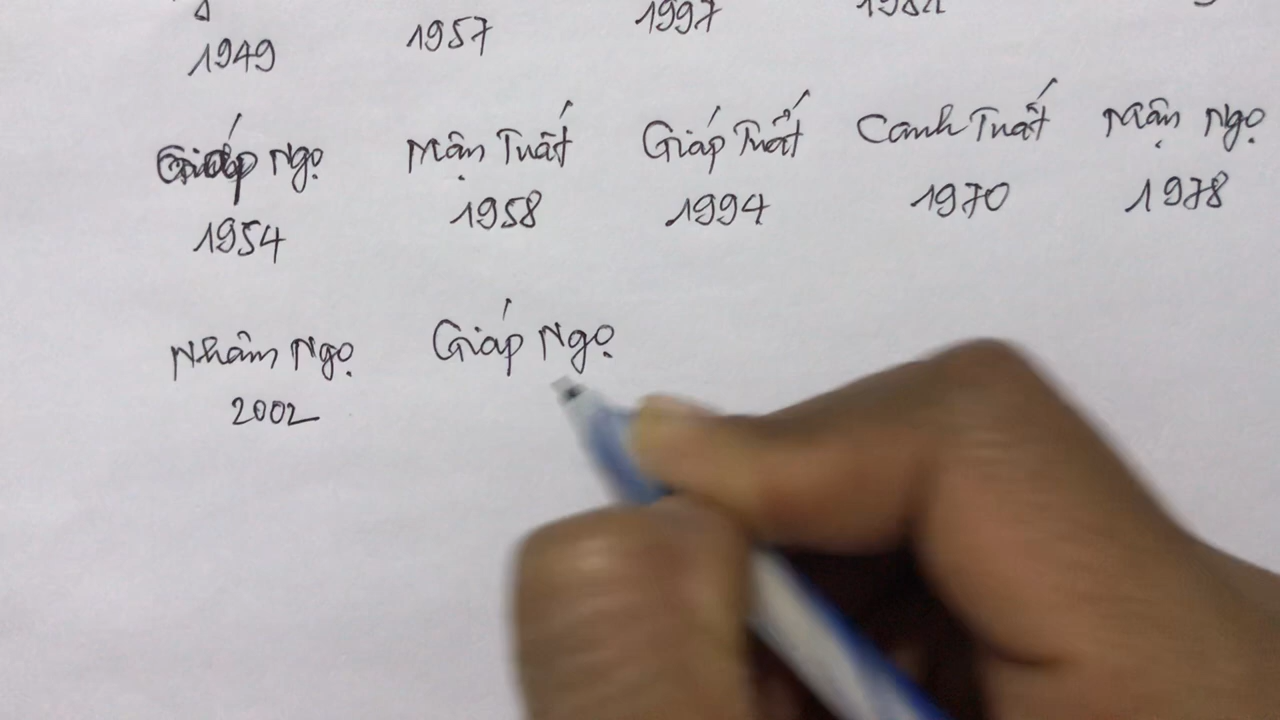 1949 1957 1997 1982
Giáp Ngọ Mậu Tuất Giáp Tuất Canh Tuất Mậu Ngọ
1954 1958 1994 1970 1978
Nhâm Ngọ Giáp Ngọ
2002